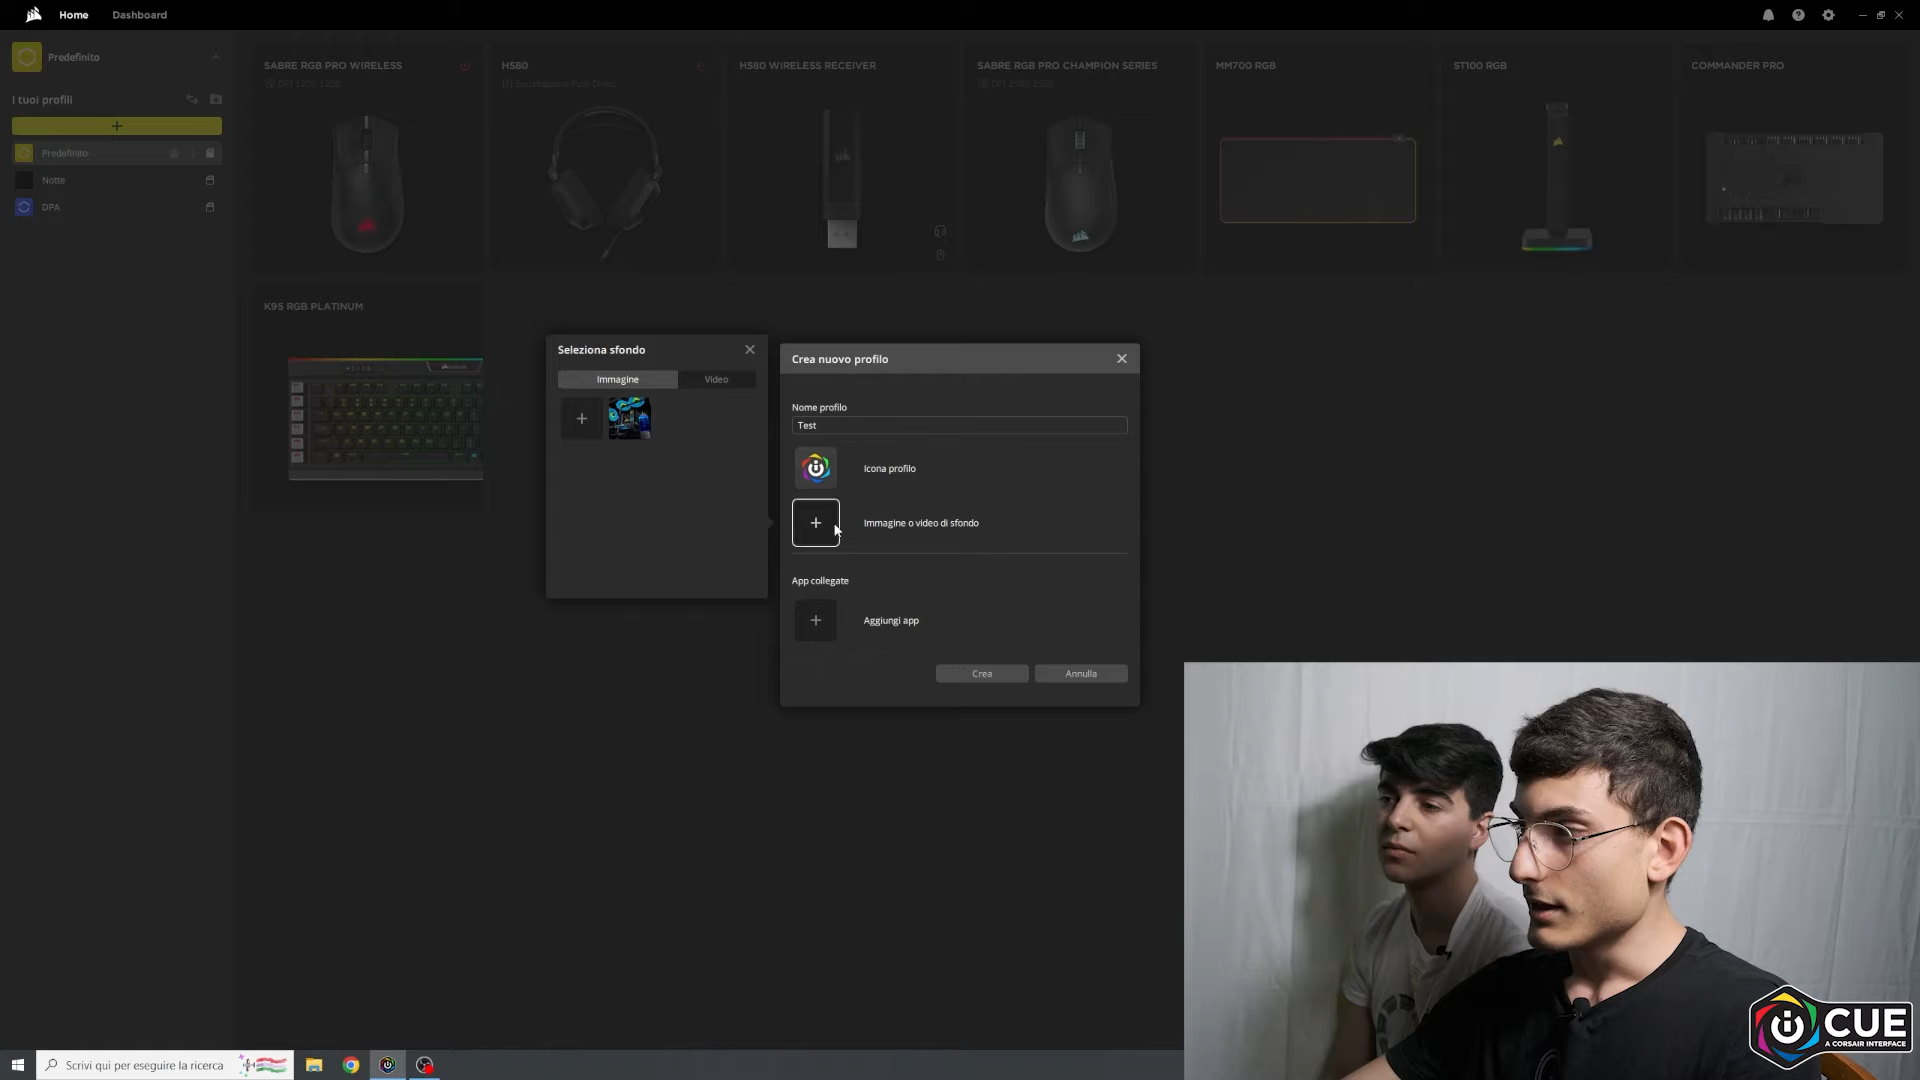 Home Dashboard
Predefinito
I tuoi profili
Predefinito
Notte
DPA
SABRE RGB PRO WIRELESS
HS80
HS80 WIRELESS RECEIVER
SABRE RGB PRO CHAMPION SERIES
MM700 RGB
ST100 RGB
COMMANDER PRO
K95 RGB PLATINUM
Seleziona sfondo
Immagine Video
Crea nuovo profilo
Nome profilo
Test
Icona profilo
Immagine o video di sfondo
App collegate
Aggiungi app
Crea Annulla
Scrivi qui per eseguire la ricerca
CUE
A CORSAIR INTERFACE